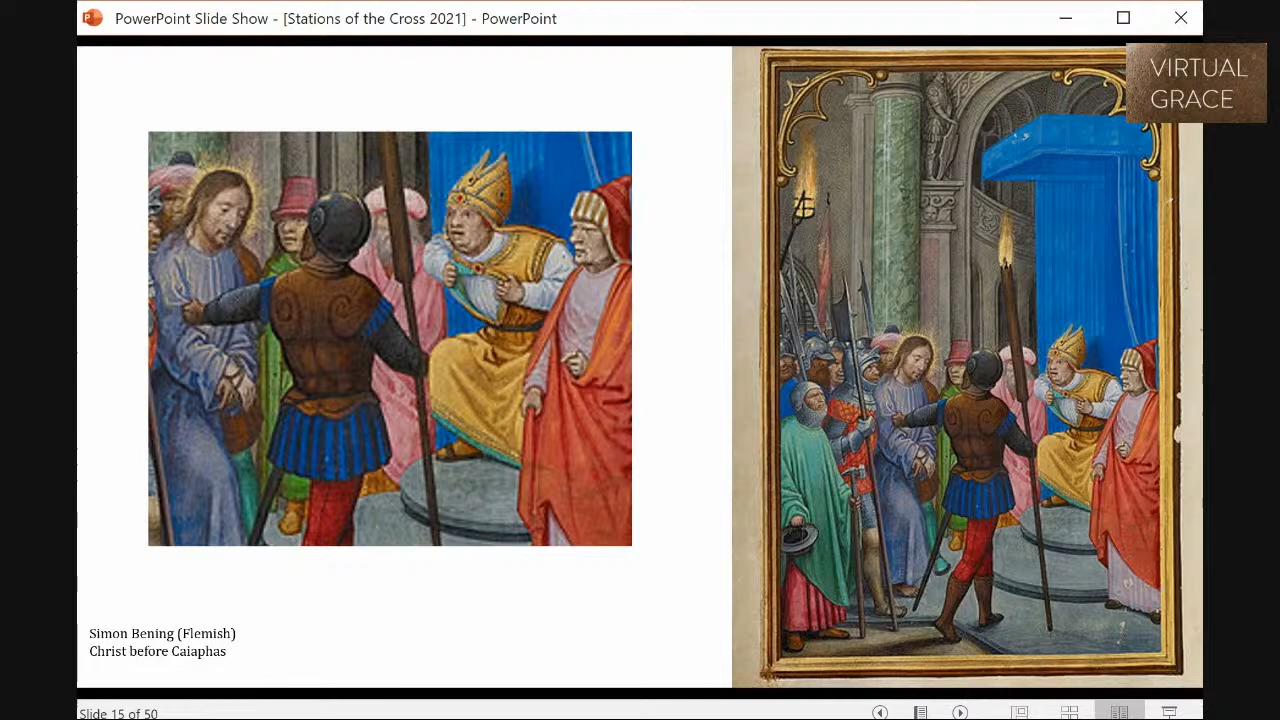 PowerPoint Slide Show - [Stations of the Cross 2021] - PowerPoint
VIRTUAL
GRACE
Simon Bening (Flemish)
Christ before Caiaphas
Slide 15 of 50